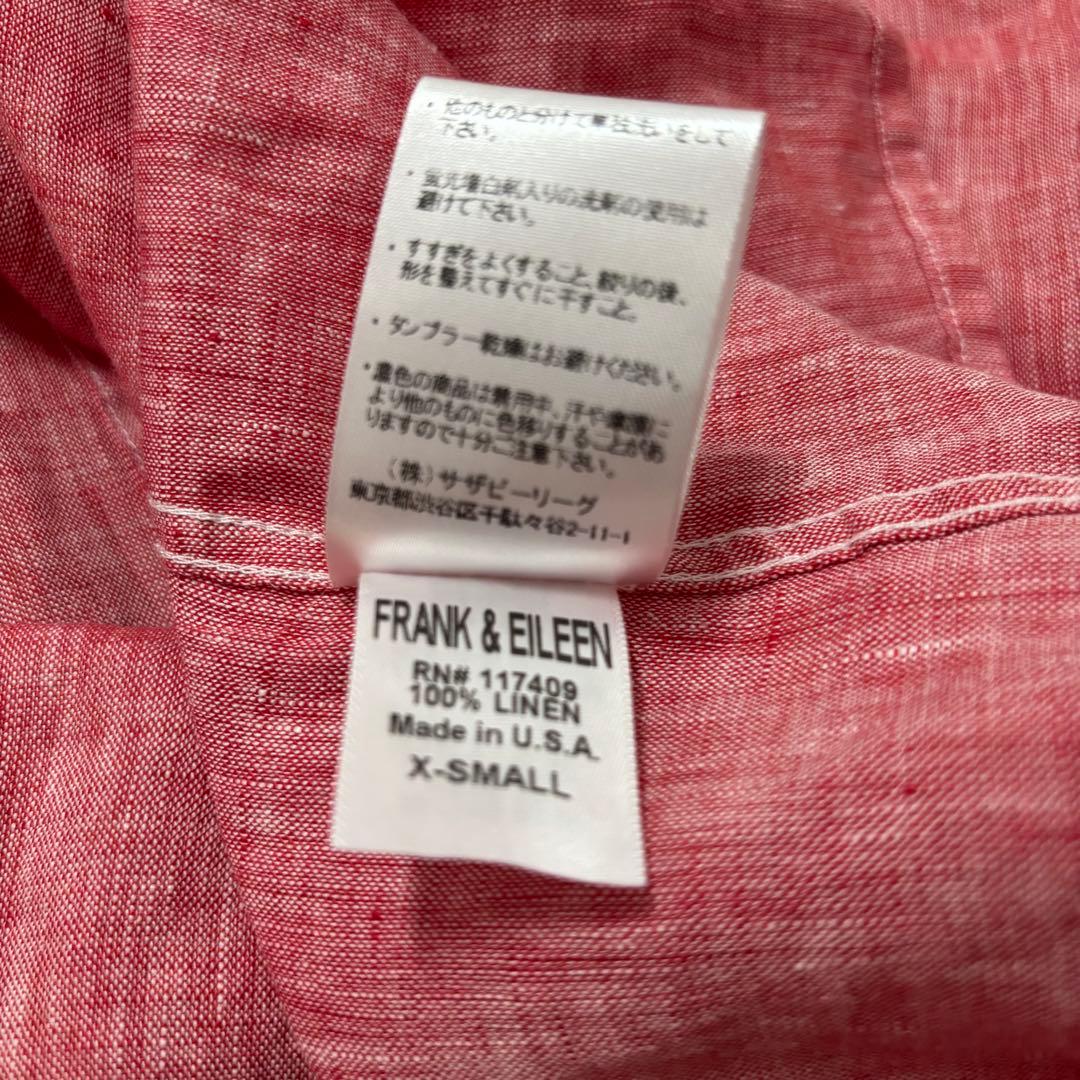 ・他のものと分けて単独洗いをして
下さい。
・蛍光増白剤入りの洗剤の使用は
避けて下さい。
・すすぎをよくすること、絞りの後、
形を整えてすぐに干すこと。
・タンブラー乾燥はお避けください。
・濃色の商品は着用中、汗や摩擦に
より他のものに色移りすることがあ
りますので十分ご注意下さい。
(株)サザビーリーグ
東京都渋谷区千駄ヶ谷2-11-1
FRANK & EILEEN
RN# 117409
100% LINEN
Made in U.S.A.
X-SMALL